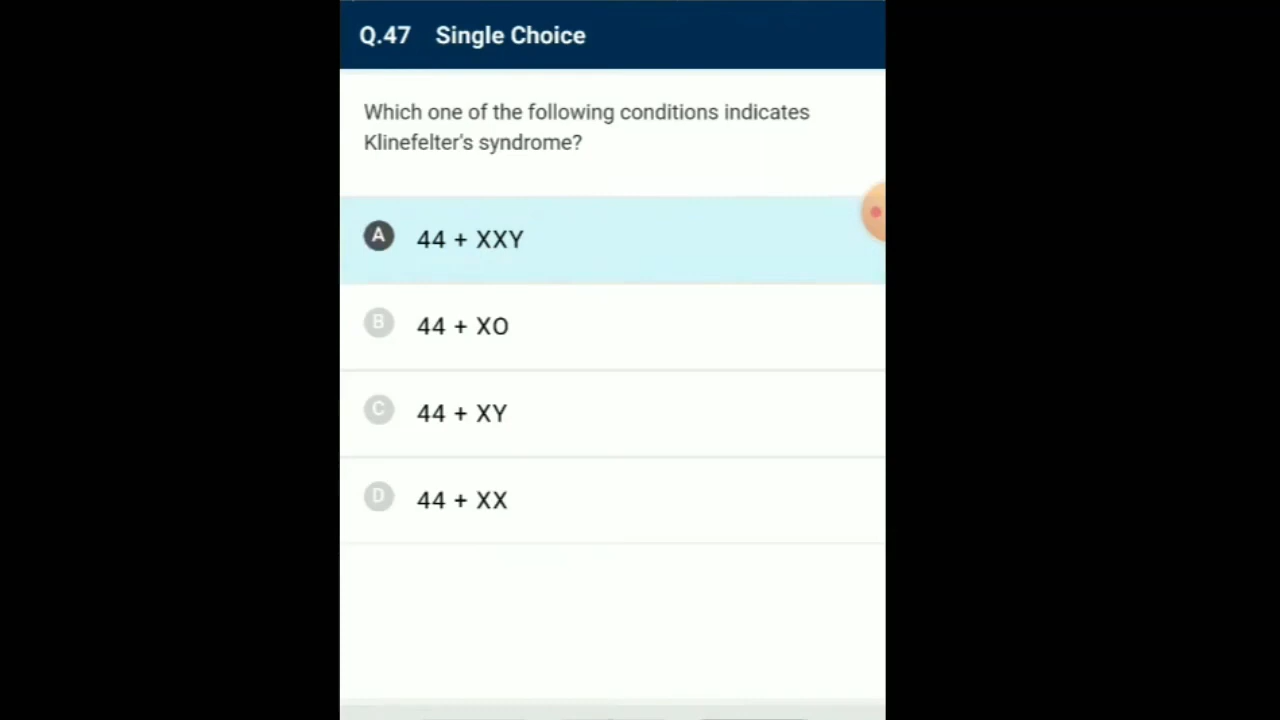 Q.47 Single Choice
Which one of the following conditions indicates
Klinefelter's syndrome?
A 44 + XXY
B 44 + XO
C 44 + XY
D 44 + XX